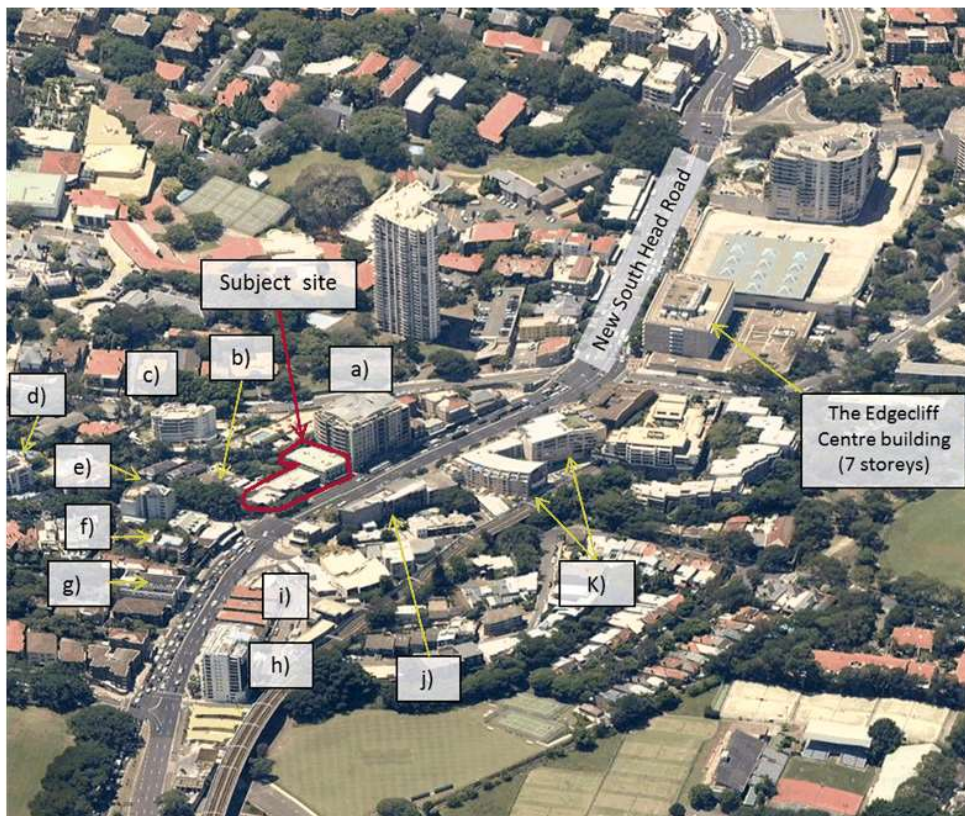 New South Head Road
Subject site
b)
c)
a)
d)
The Edgecliff
Centre building
(7 storeys)
e)
f)
g)
i)
K)
h)
j)